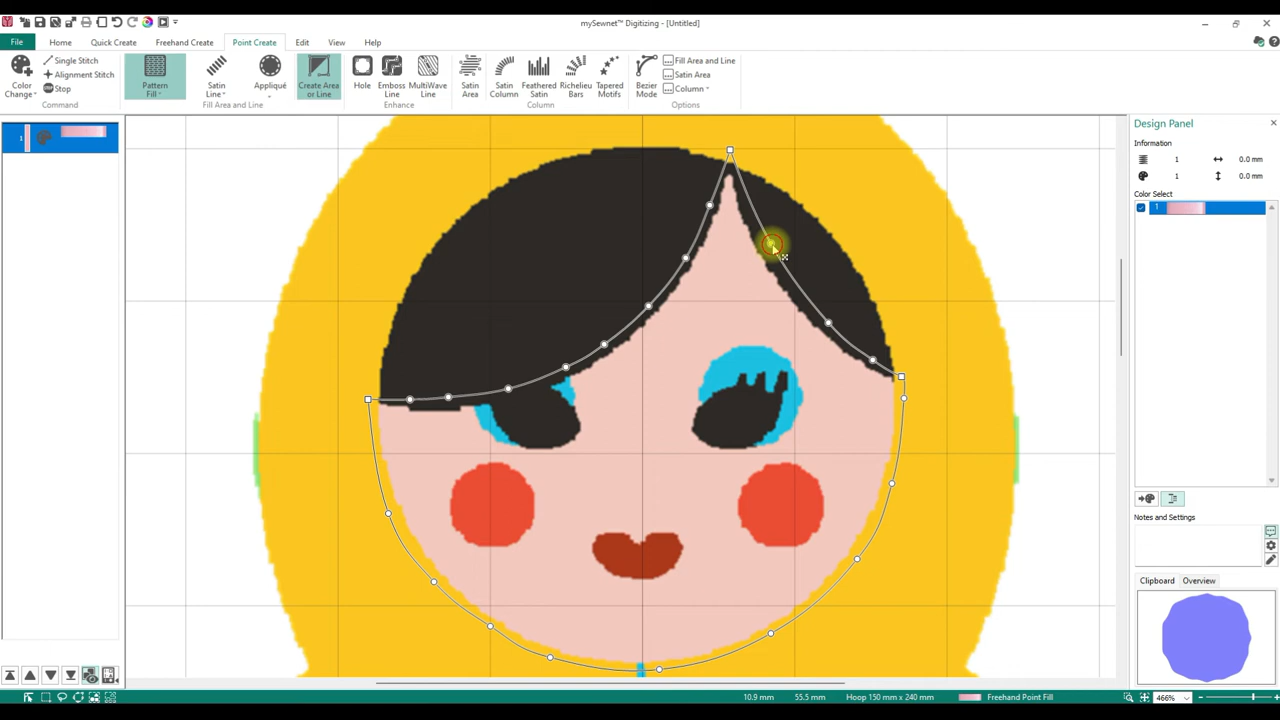 mySewnet™ Digitizing - [Untitled]
File Home Quick Create Freehand Create Point Create Edit View Help
Color Change Single Stitch Alignment Stitch Stop Command
Pattern Fill Satin Line Appliqué Create Area or Line Fill Area and Line
Hole Emboss Line MultiWave Line Enhance
Satin Area Satin Column Feathered Satin Richelieu Bars Tapered Motifs Column
Bezier Mode Fill Area and Line Satin Area Column Options
1
Design Panel
Information
1 0.0 mm
1 0.0 mm
Color Select
1
Notes and Settings
Clipboard Overview
10.9 mm 55.5 mm Hoop 150 mm x 240 mm Freehand Point Fill 466%